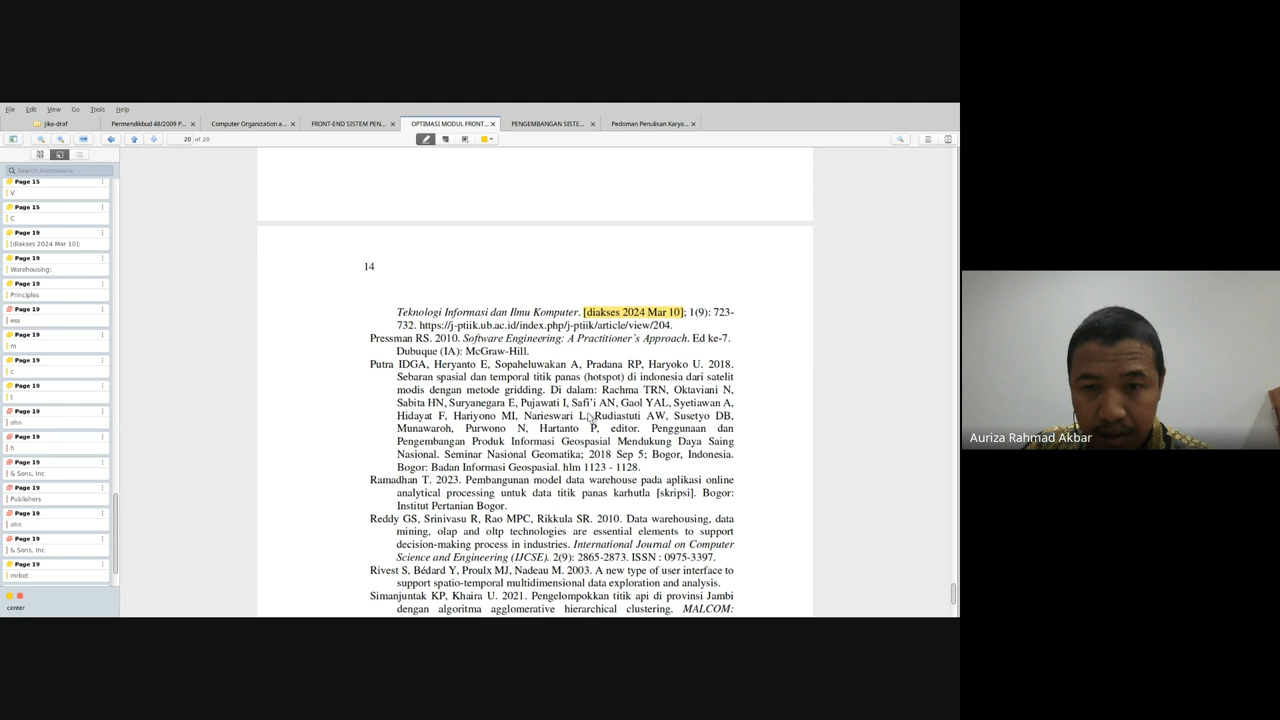 File Edit View Go Tools Help
jika-draf
Permendikbud 48/2009 P...
Computer Organization a...
FRONT-END SISTEM PEN...
OPTIMASI MODUL FRONT...
PENGEMBANGAN SISTE...
Pedoman Penulisan Karya...
20 of 20
Search Annotations
Page 15
V
Page 15
C
Page 19
[diakses 2024 Mar 10];
Page 19
Warehousing:
Page 19
Principles
Page 19
ess
Page 19
m
Page 19
c
Page 19
t
Page 19
ohn
Page 19
h
Page 19
& Sons, Inc
Page 19
Publishers
Page 19
ohn
Page 19
& Sons, Inc
Page 19
mrket
center
14
Teknologi Informasi dan Ilmu Komputer. [diakses 2024 Mar 10]; 1(9): 723-
732. https://j-ptiik.ub.ac.id/index.php/j-ptiik/article/view/204.
Pressman RS. 2010. Software Engineering: A Practitioner's Approach. Ed ke-7.
Dubuque (IA): McGraw-Hill.
Putra IDGA, Heryanto E, Sopaheluwakan A, Pradana RP, Haryoko U. 2018.
Sebaran spasial dan temporal titik panas (hotspot) di indonesia dari satelit
modis dengan metode gridding. Di dalam: Rachma TRN, Oktaviani N,
Sabita HN, Suryanegara E, Pujawati I, Safi'i AN, Gaol YAL, Syetiawan A,
Hidayat F, Hariyono MI, Narieswari L, Rudiastuti AW, Susetyo DB,
Munawaroh, Purwono N, Hartanto P, editor. Penggunaan dan
Pengembangan Produk Informasi Geospasial Mendukung Daya Saing
Nasional. Seminar Nasional Geomatika; 2018 Sep 5; Bogor, Indonesia.
Bogor: Badan Informasi Geospasial. hlm 1123 - 1128.
Ramadhan T. 2023. Pembangunan model data warehouse pada aplikasi online
analytical processing untuk data titik panas karhutla [skripsi]. Bogor:
Institut Pertanian Bogor.
Reddy GS, Srinivasu R, Rao MPC, Rikkula SR. 2010. Data warehousing, data
mining, olap and oltp technologies are essential elements to support
decision-making process in industries. International Journal on Computer
Science and Engineering (IJCSE). 2(9): 2865-2873. ISSN : 0975-3397.
Rivest S, Bédard Y, Proulx MJ, Nadeau M. 2003. A new type of user interface to
support spatio-temporal multidimensional data exploration and analysis.
Simanjuntak KP, Khaira U. 2021. Pengelompokkan titik api di provinsi Jambi
dengan algoritma agglomerative hierarchical clustering. MALCOM:
Auriza Rahmad Akbar